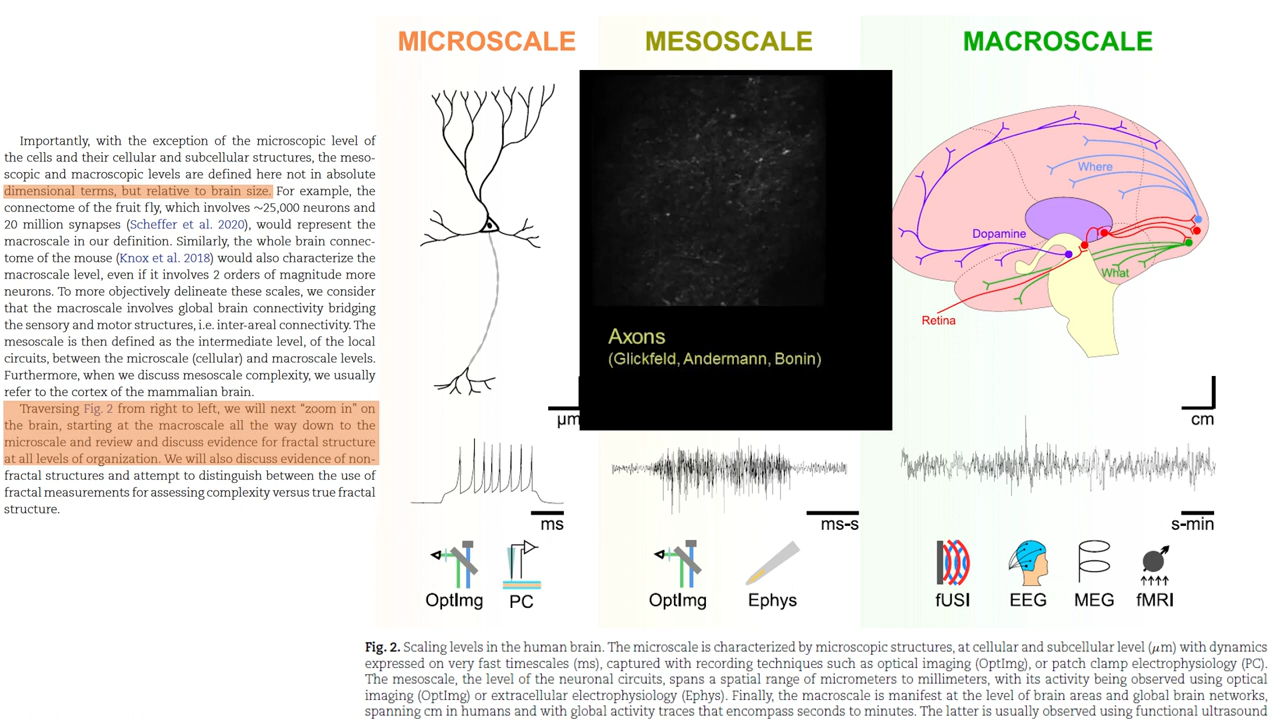 MICROSCALE
MESOSCALE
MACROSCALE
Importantly, with the exception of the microscopic level of
the cells and their cellular and subcellular structures, the meso-
scopic and macroscopic levels are defined here not in absolute
dimensional terms, but relative to brain size. For example, the
connectome of the fruit fly, which involves ~25,000 neurons and
20 million synapses (Scheffer et al. 2020), would represent the
macroscale in our definition. Similarly, the whole brain connec-
tome of the mouse (Knox et al. 2018) would also characterize the
macroscale level, even if it involves 2 orders of magnitude more
neurons. To more objectively delineate these scales, we consider
that the macroscale involves global brain connectivity bridging
the sensory and motor structures, i.e. inter-areal connectivity. The
mesoscale is then defined as the intermediate level, of the local
circuits, between the microscale (cellular) and macroscale levels.
Furthermore, when we discuss mesoscale complexity, we usually
refer to the cortex of the mammalian brain.
Traversing Fig. 2 from right to left, we will next "zoom in" on
the brain, starting at the macroscale all the way down to the
microscale and review and discuss evidence for fractal structure
at all levels of organization. We will also discuss evidence of non-
fractal structures and attempt to distinguish between the use of
fractal measurements for assessing complexity versus true fractal
structure.
Axons
(Glickfeld, Andermann, Bonin)
Where
Dopamine
What
Retina
μm
cm
ms
ms-s
s-min
OptImg
PC
OptImg
Ephys
fUSI
EEG
MEG
fMRI
Fig. 2. Scaling levels in the human brain. The microscale is characterized by microscopic structures, at cellular and subcellular level (μm) with dynamics
expressed on very fast timescales (ms), captured with recording techniques such as optical imaging (OptImg), or patch clamp electrophysiology (PC).
The mesoscale, the level of the neuronal circuits, spans a spatial range of micrometers to millimeters, with its activity being observed using optical
imaging (OptImg) or extracellular electrophysiology (Ephys). Finally, the macroscale is manifest at the level of brain areas and global brain networks,
spanning cm in humans and with global activity traces that encompass seconds to minutes. The latter is usually observed using functional ultrasound